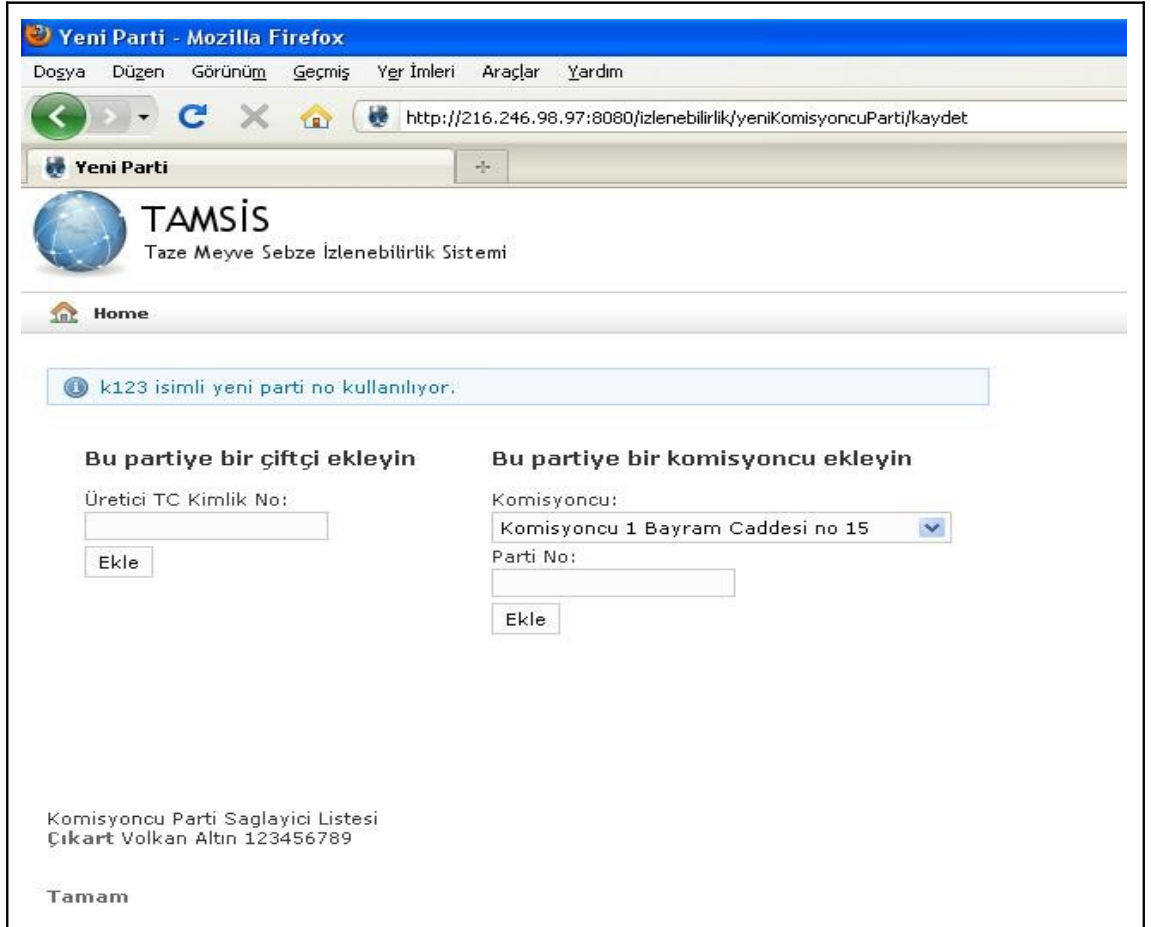 Yeni Parti - Mozilla Firefox
Dosya Düzen Görünüm Geçmiş Yer İmleri Araçlar Yardım
http://216.246.98.97:8080/izlenebilirlik/yeniKomisyoncuParti/kaydet
Yeni Parti
TAMSİS
Taze Meyve Sebze İzlenebilirlik Sistemi
Home
k123 isimli yeni parti no kullanılıyor.
Bu partiye bir çiftçi ekleyin
Üretici TC Kimlik No:
Ekle
Bu partiye bir komisyoncu ekleyin
Komisyoncu:
Komisyoncu 1 Bayram Caddesi no 15
Parti No:
Ekle
Komisyoncu Parti Saglayici Listesi
Çıkart Volkan Altın 123456789
Tamam